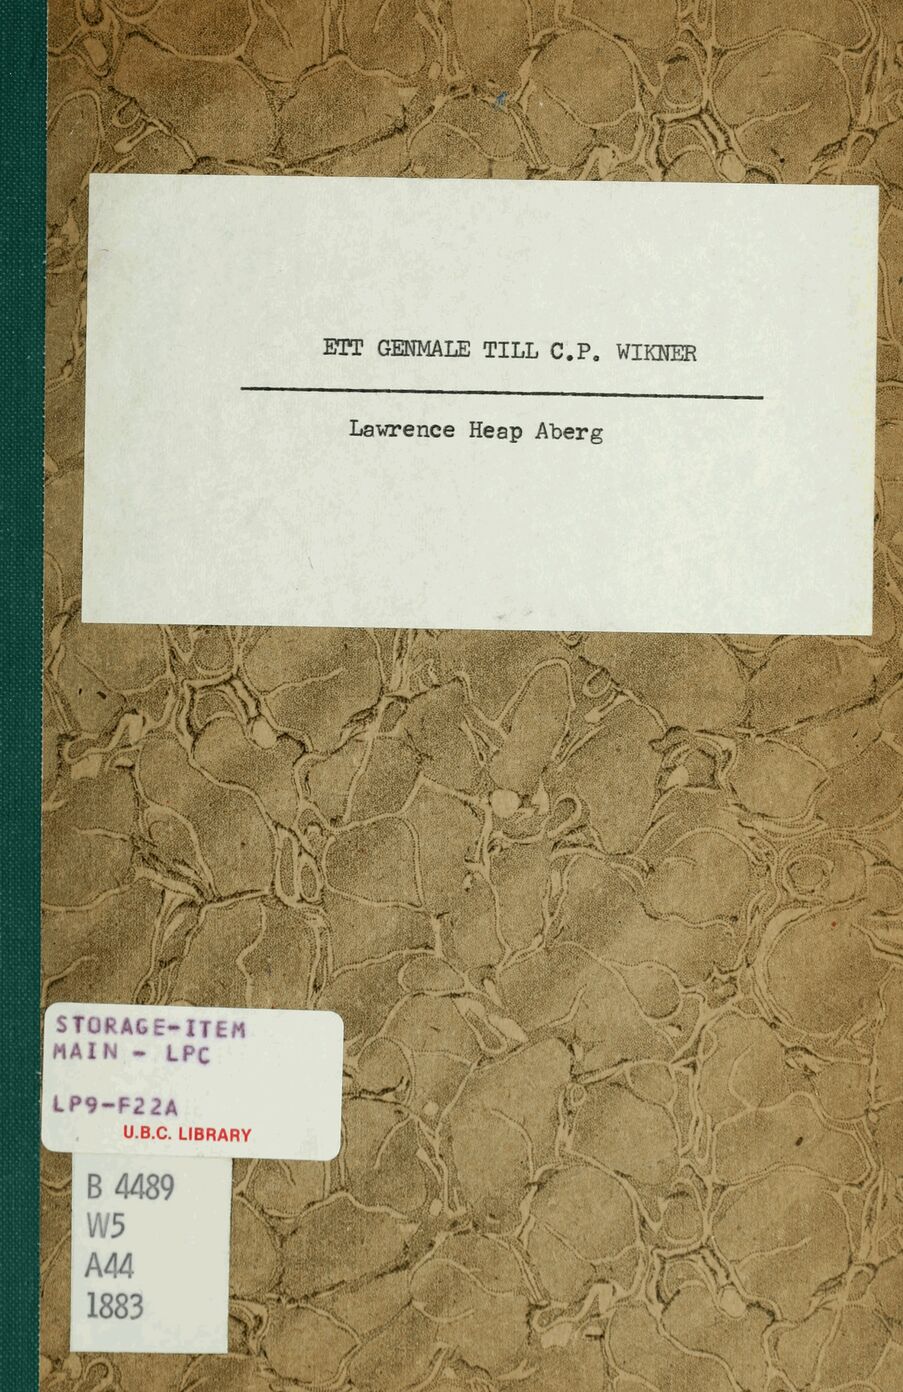 ETT GENMALE TILL C.P. WIKNER
Lawrence Heap Aberg
STORAGE-ITEM
MAIN - LPC
LP9-F22A
U.B.C. LIBRARY
B 4489
W5
A44
1883